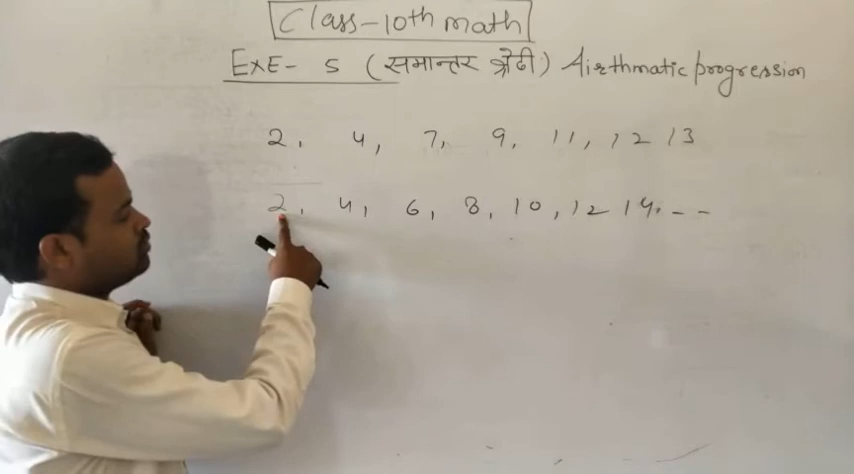 Class-10th math
EXE- 5 (समान्तर श्रेढी) Airthmatic progression
2, 4, 7, 9, 11, 12 13
2, 4, 6, 8, 10, 12 14. - -